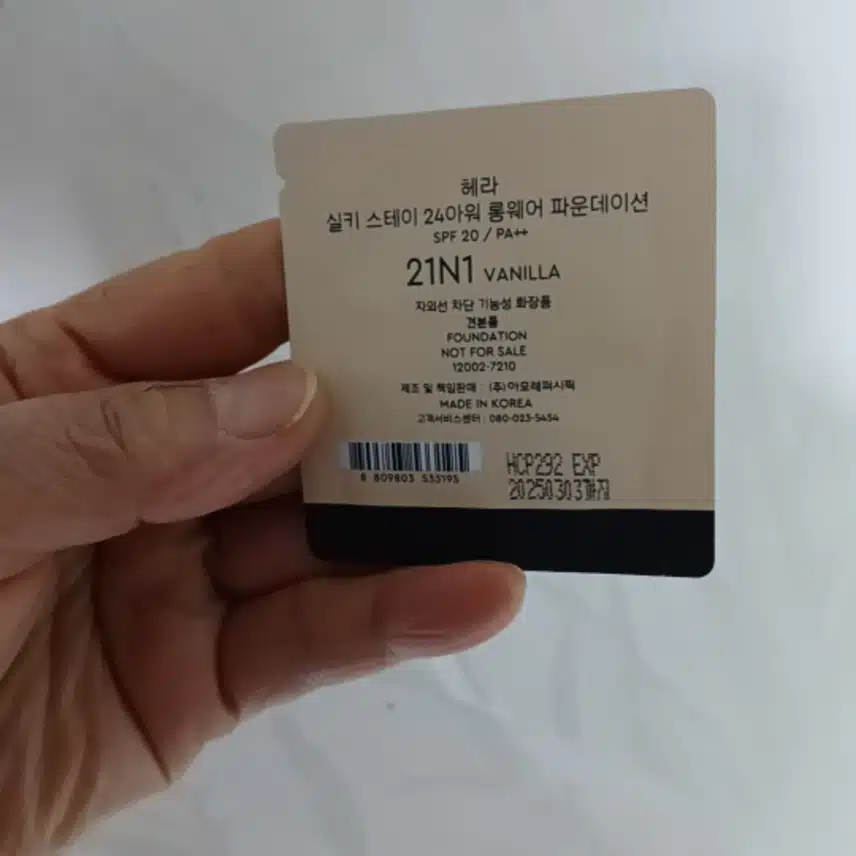 헤라
실키 스테이 24아워 롱웨어 파운데이션
SPF 20 / PA++
21N1 VANILLA
자외선 차단 기능성 화장품
견본품
FOUNDATION
NOT FOR SALE
12002-7210
제조 및 책임판매 : (주)아모레퍼시픽
MADE IN KOREA
고객서비스센터 : 080-023-5454
8 809803 533195
HCP292 EXP
20250303까지